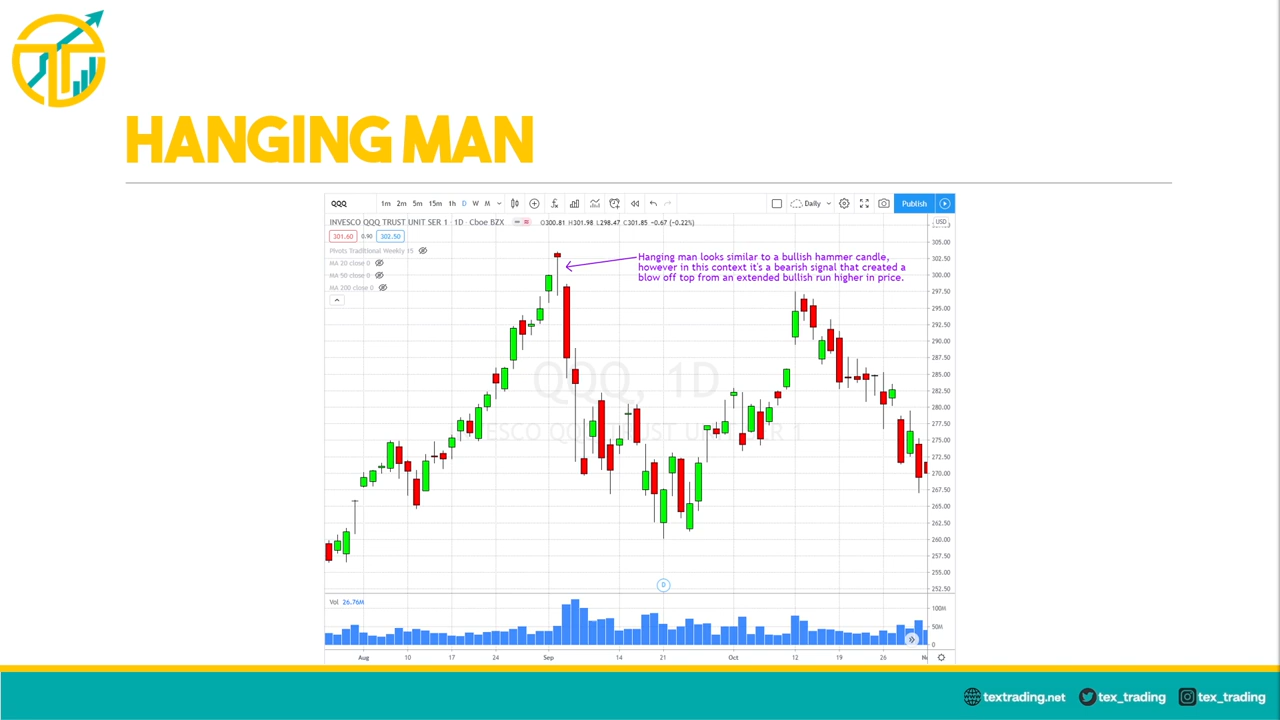 HANGING MAN
QQQ 1m 2m 5m 15m 1h D W M Daily Publish
INVESCO QQQ TRUST UNIT SER 1 · 1D · Cboe BZX O300.81 H301.98 L298.47 C301.85 −0.67 (−0.22%) USD
301.60 0.90 302.50
Pivots Traditional Weekly 15
MA 20 close 0
MA 50 close 0
MA 200 close 0
Hanging man looks similar to a bullish hammer candle,
however in this context it's a bearish signal that created a
blow off top from an extended bullish run higher in price.
QQQ, 1D
305.00
302.50
300.00
297.50
295.00
292.50
290.00
287.50
285.00
282.50
280.00
277.50
275.00
272.50
270.00
267.50
265.00
262.50
260.00
257.50
255.00
252.50
D
Vol 26.76M
100M
50M
0
Aug 10 17 24 Sep 14 21 Oct 12 19 26
textrading.net tex_trading tex_trading